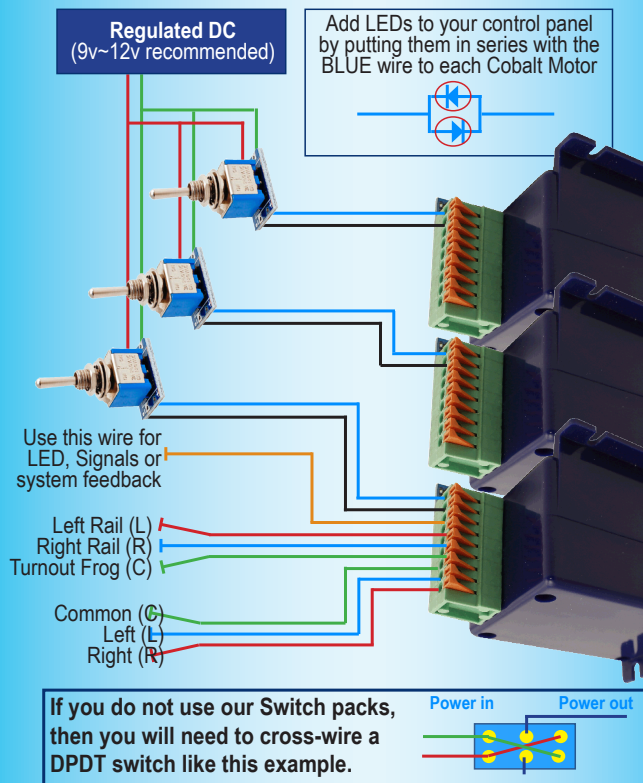 Regulated DC
(9v~12v recommended)
Add LEDs to your control panel
by putting them in series with the
BLUE wire to each Cobalt Motor
Use this wire for
LED, Signals or
system feedback
Left Rail (L)
Right Rail (R)
Turnout Frog (C)
Common (C)
Left (L)
Right (R)
If you do not use our Switch packs,
then you will need to cross-wire a
DPDT switch like this example.
Power in
Power out